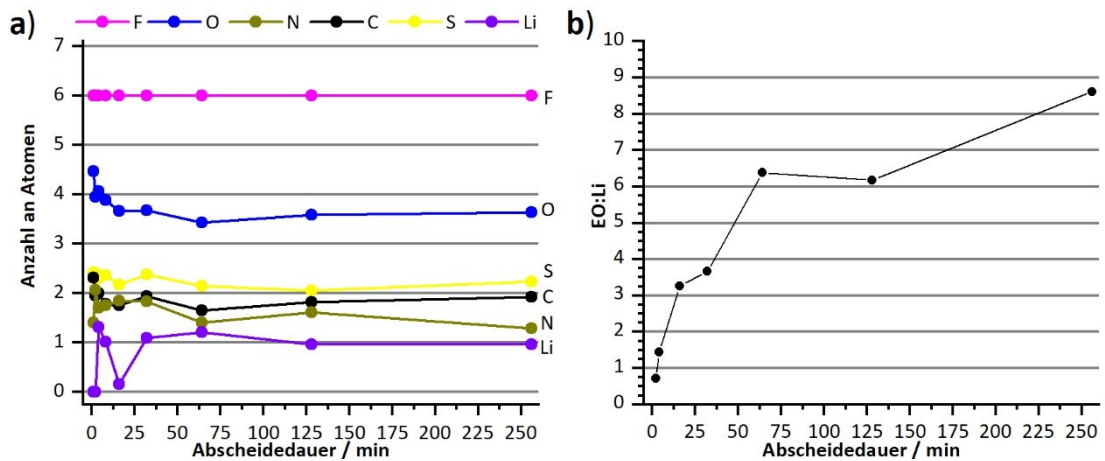 a)
F O N C S Li
Anzahl an Atomen
7
6
5
4
3
2
1
0
F
O
S
C
N
Li
0 25 50 75 100 125 150 175 200 225 250
Abscheidedauer / min
b)
EO:Li
10
9
8
7
6
5
4
3
2
1
0
0 25 50 75 100 125 150 175 200 225 250
Abscheidedauer / min